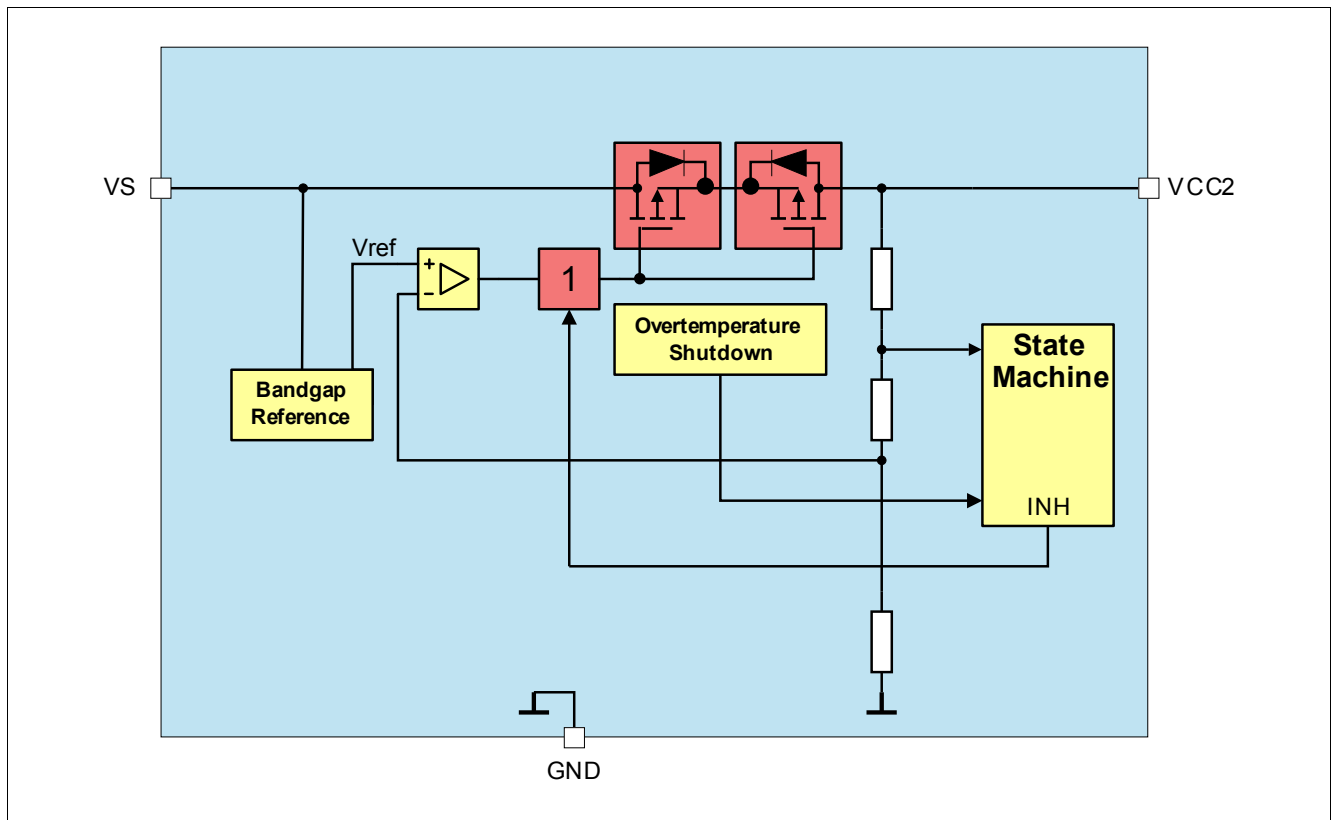 VS
VCC2
Vref
+
-
1
Overtemperature
Shutdown
State
Machine
Bandgap
Reference
INH
GND